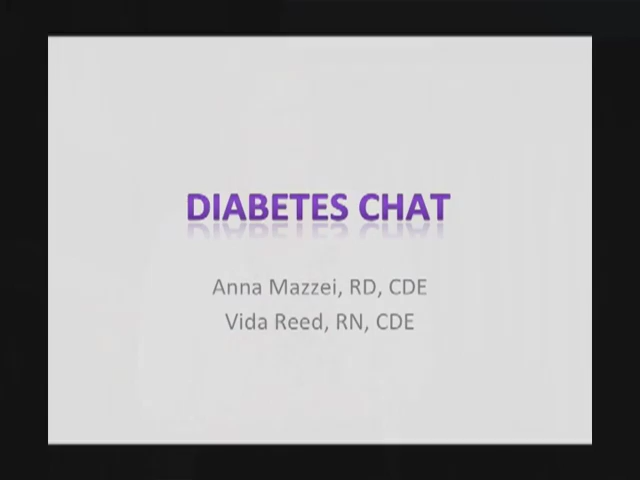 DIABETES CHAT
Anna Mazzei, RD, CDE
Vida Reed, RN, CDE